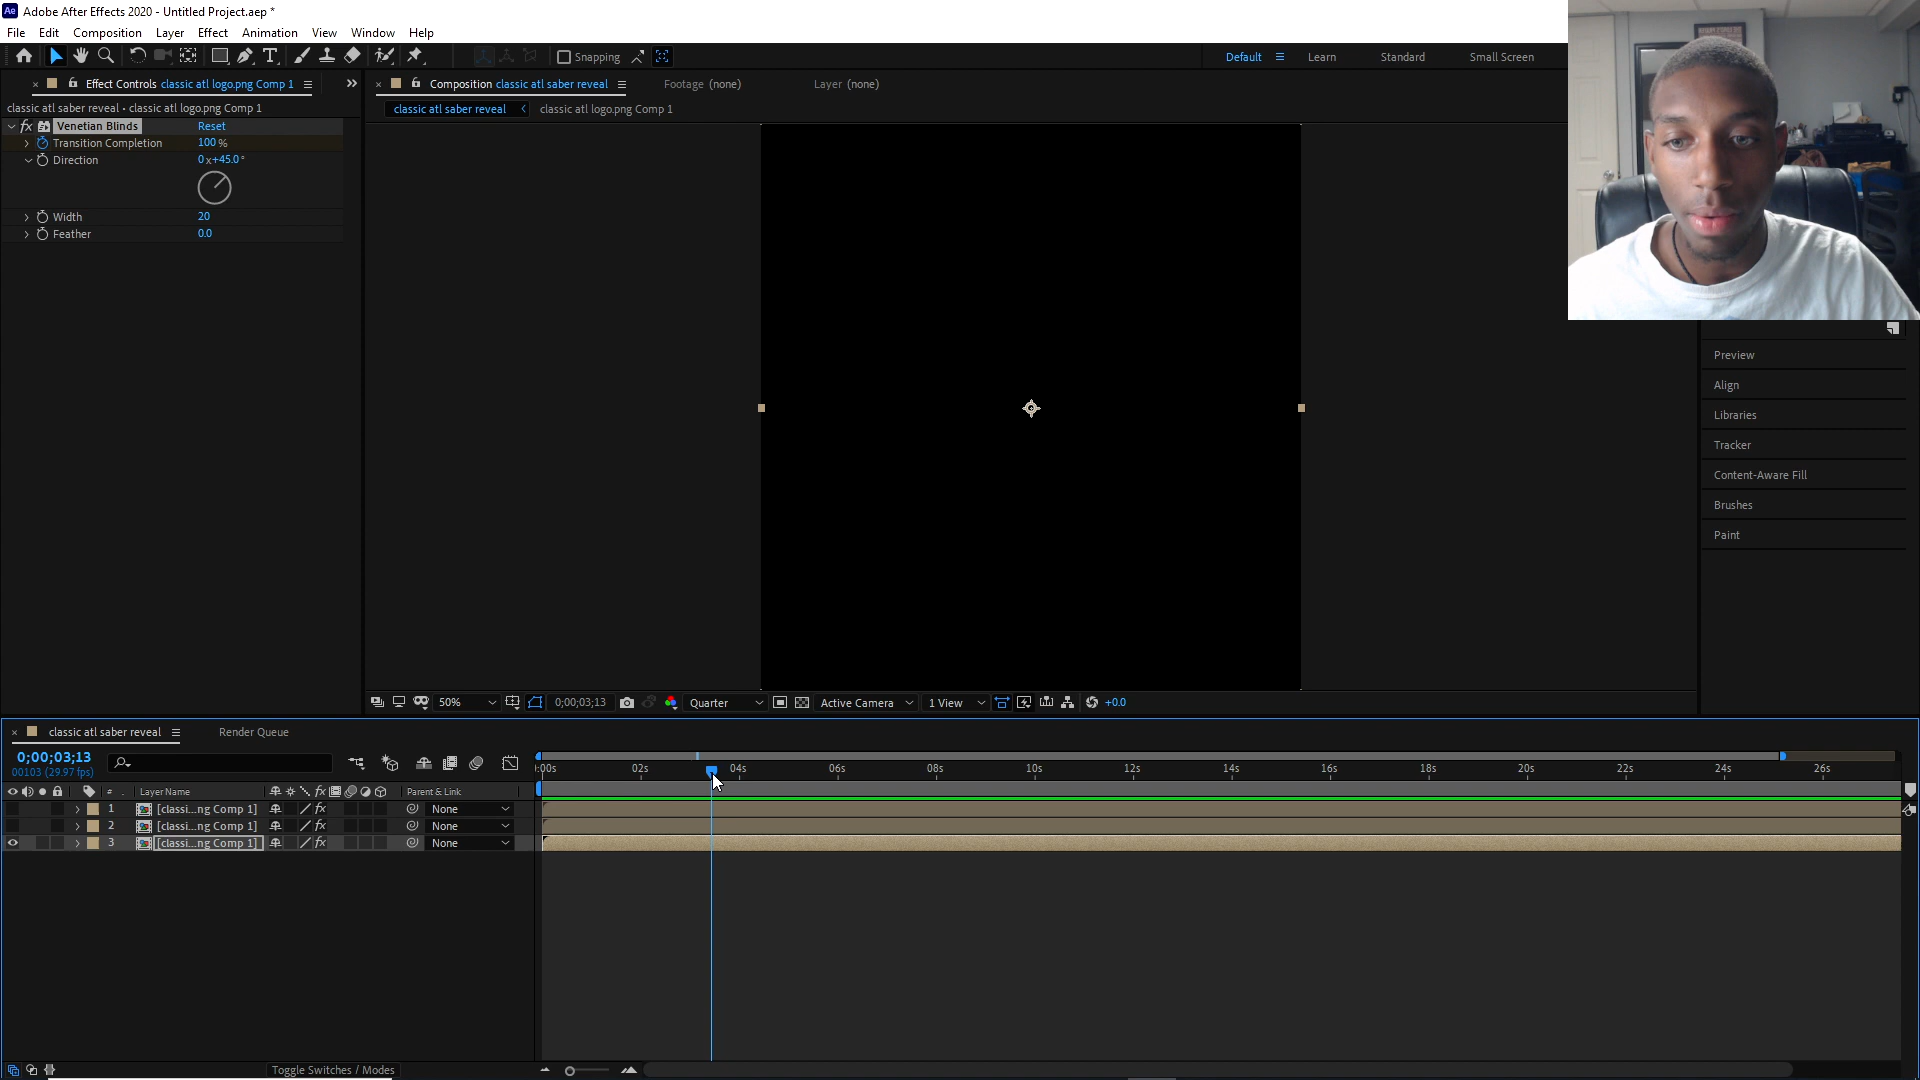 Ae Adobe After Effects 2020 - Untitled Project.aep *
File Edit Composition Layer Effect Animation View Window Help
Snapping Default Learn Standard Small Screen
Effect Controls classic atl logo.png Comp 1
Composition classic atl saber reveal
Footage (none)
Layer (none)
classic atl saber reveal • classic atl logo.png Comp 1
classic atl saber reveal
classic atl logo.png Comp 1
fx Venetian Blinds Reset
Transition Completion 100 %
Direction 0 x+45.0 °
Width 20
Feather 0.0
Preview
Align
Libraries
Tracker
Content-Aware Fill
Brushes
Paint
50% 0;00;03;13 Quarter Active Camera 1 View +0.0
classic atl saber reveal Render Queue
0;00;03;13
00103 (29.97 fps)
:00s 02s 04s 06s 08s 10s 12s 14s 16s 18s 20s 22s 24s 26s
# . Layer Name fx Parent & Link
1 [classi...ng Comp 1] fx None
2 [classi...ng Comp 1] fx None
3 [classi...ng Comp 1] fx None
Toggle Switches / Modes